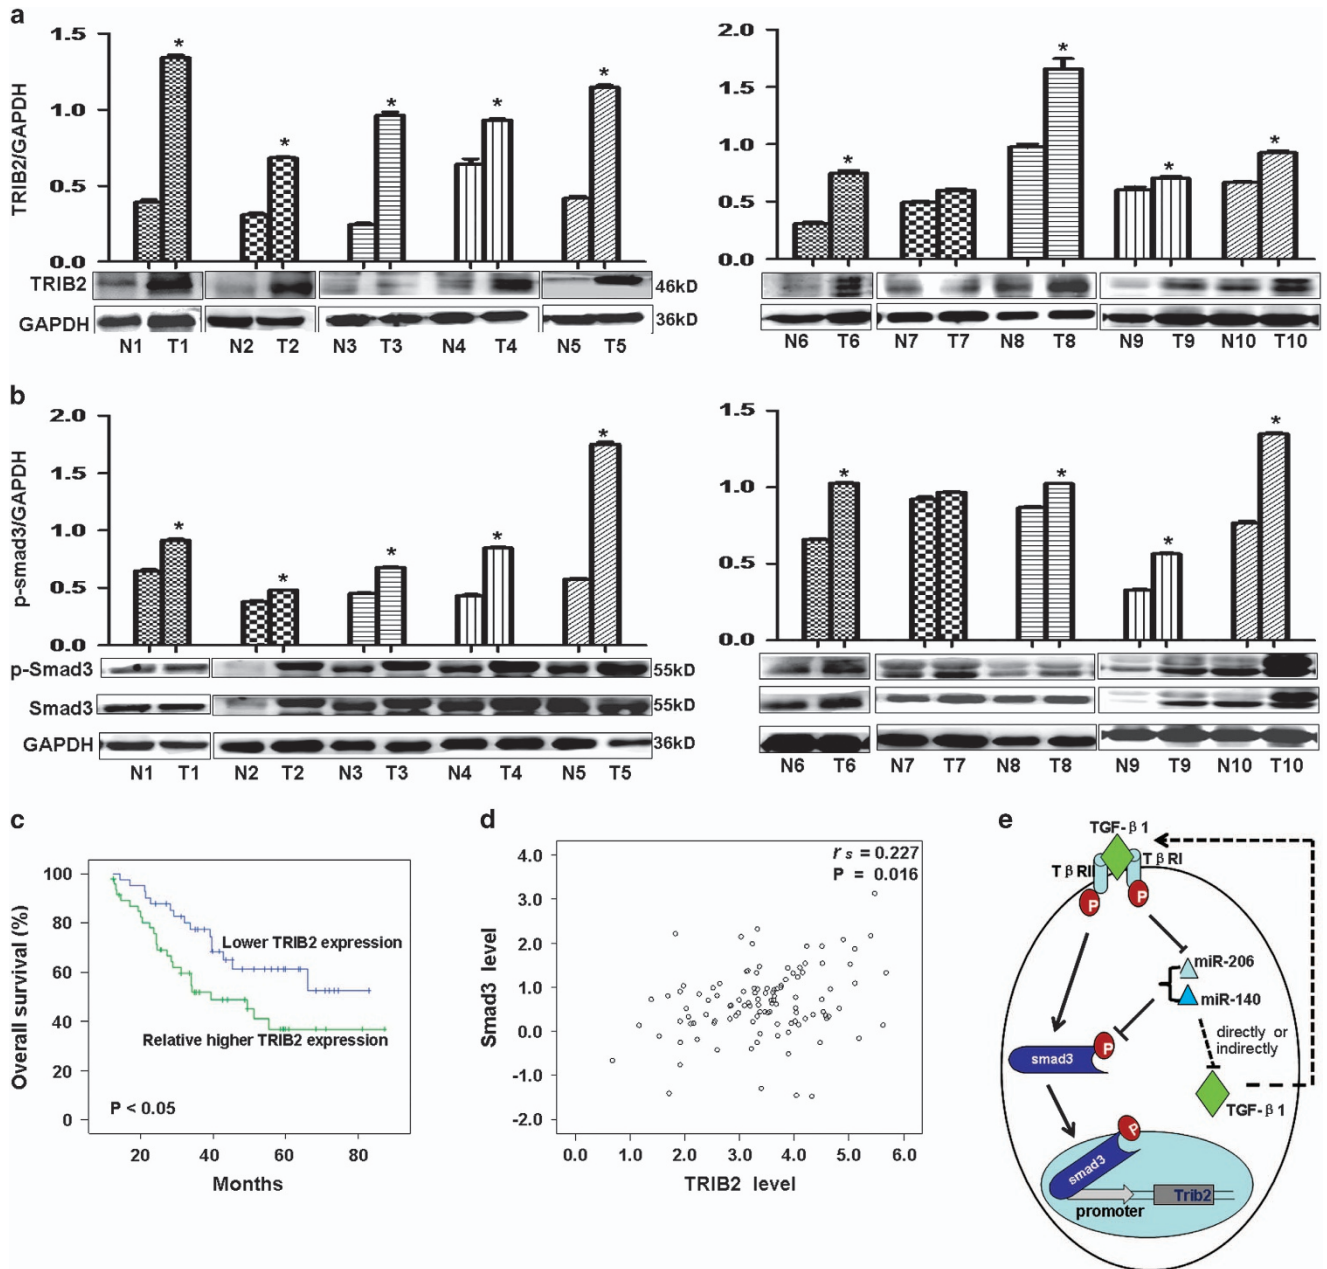 a
TRIB2/GAPDH
1.5
1.0
0.5
0.0
* * * * *
2.0
1.5
1.0
0.5
0.0
* * * *
TRIB2
46kD
GAPDH
36kD
N1 T1 N2 T2 N3 T3 N4 T4 N5 T5
N6 T6 N7 T7 N8 T8 N9 T9 N10 T10
b
p-smad3/GAPDH
2.0
1.5
1.0
0.5
0.0
* * * * *
1.5
1.0
0.5
0.0
* * * *
p-Smad3
55kD
Smad3
55kD
GAPDH
36kD
N1 T1 N2 T2 N3 T3 N4 T4 N5 T5
N6 T6 N7 T7 N8 T8 N9 T9 N10 T10
c
Overall survival (%)
100
80
60
40
20
0
Lower TRIB2 expression
Relative higher TRIB2 expression
P < 0.05
20 40 60 80
Months
d
Smad3 level
4.0
3.0
2.0
1.0
0.0
-1.0
-2.0
rs = 0.227
P = 0.016
0.0 1.0 2.0 3.0 4.0 5.0 6.0
TRIB2 level
e
TGF-β1
TβRII
TβRI
P
P
miR-206
miR-140
directly or
indirectly
P
smad3
TGF-β1
P
smad3
Trib2
promoter